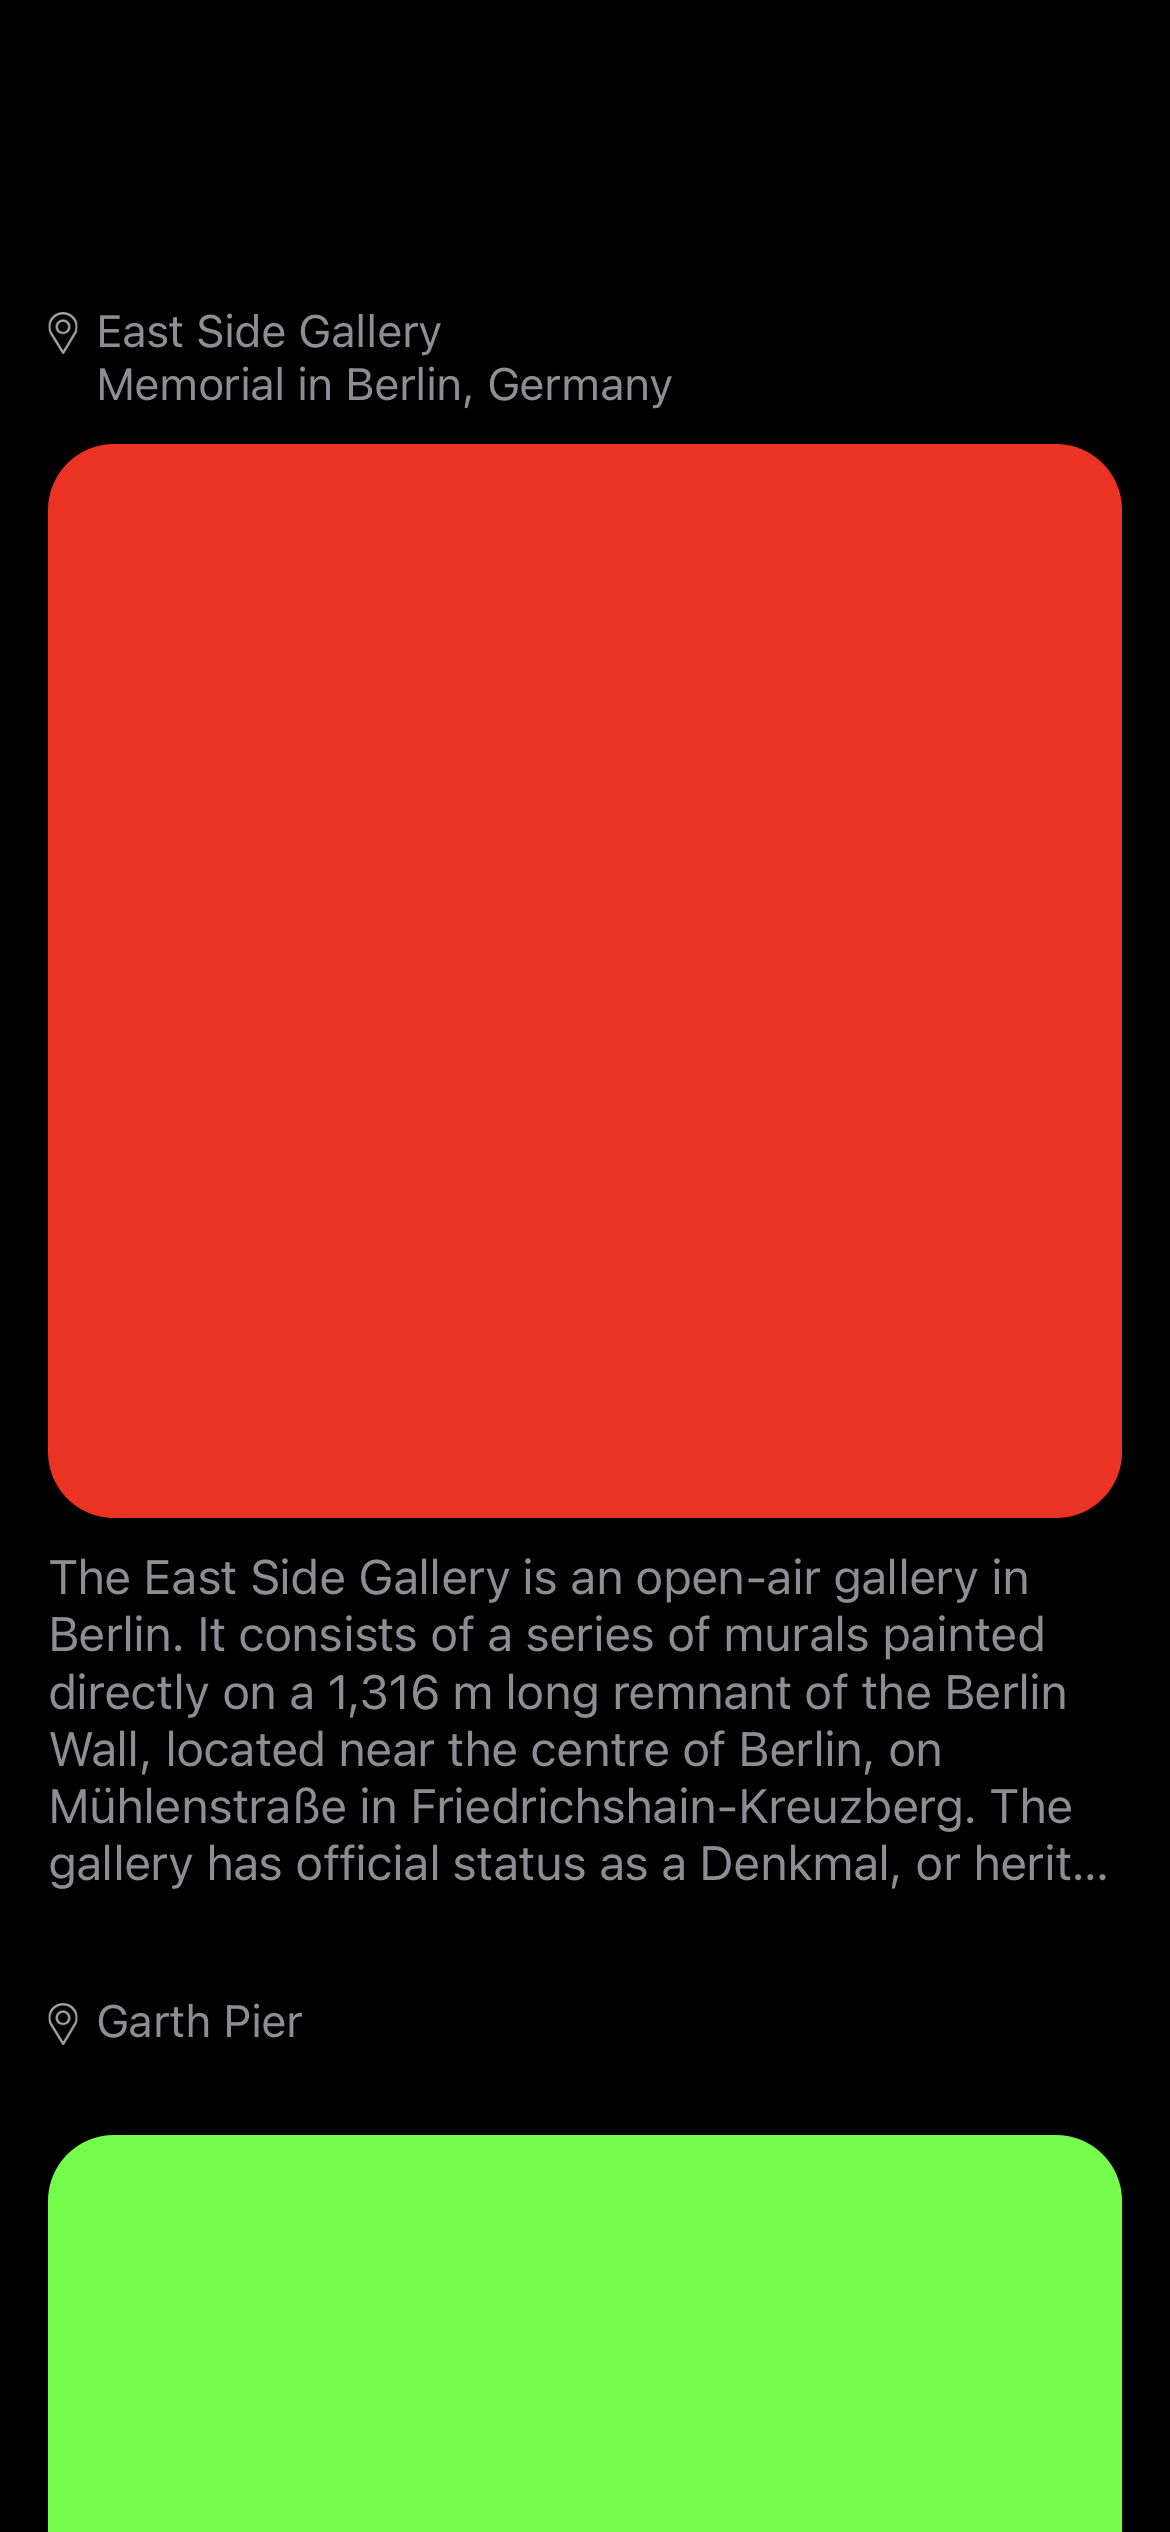 East Side Gallery
Memorial in Berlin, Germany
The East Side Gallery is an open-air gallery in
Berlin. It consists of a series of murals painted
directly on a 1,316 m long remnant of the Berlin
Wall, located near the centre of Berlin, on
Mühlenstraße in Friedrichshain-Kreuzberg. The
gallery has official status as a Denkmal, or herit...
Garth Pier